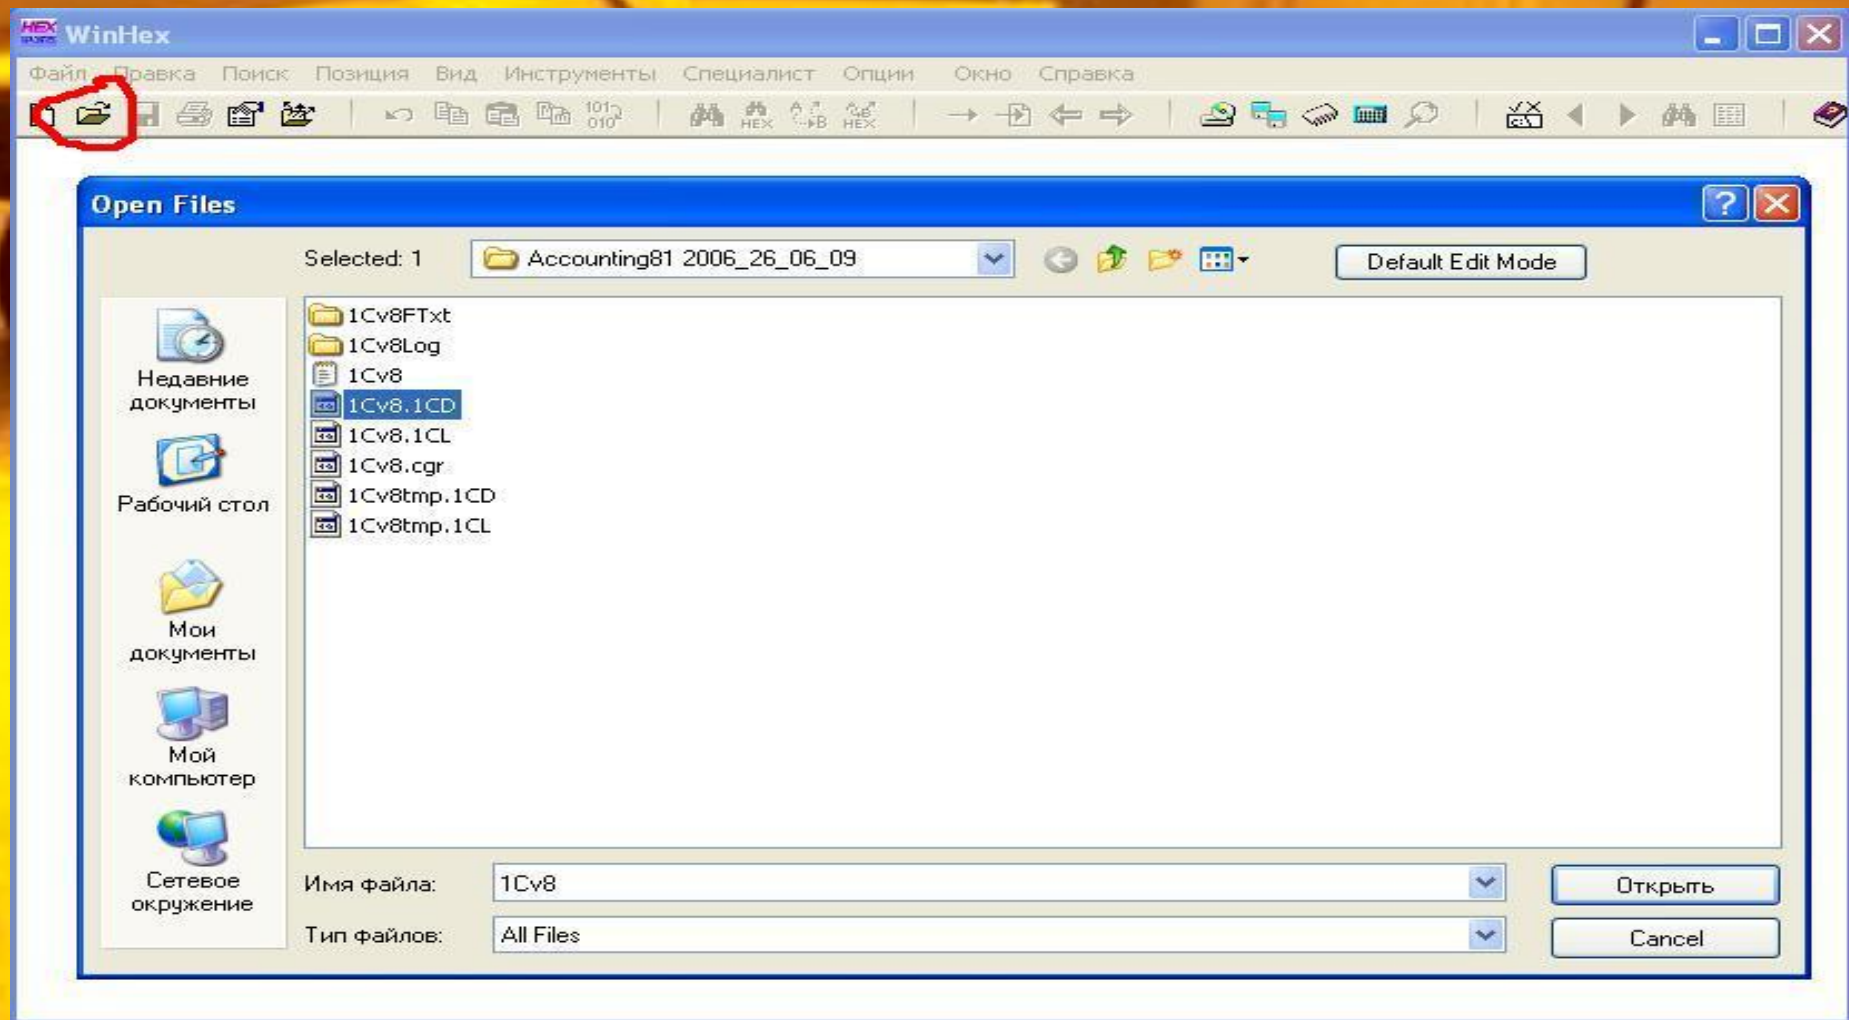 WinHex
Файл Правка Поиск Позиция Вид Инструменты Специалист Опции Окно Справка
Open Files
Selected: 1 Accounting81 2006_26_06_09 Default Edit Mode
1Cv8FTxt
1Cv8Log
1Cv8
1Cv8.1CD
1Cv8.1CL
1Cv8.cgr
1Cv8tmp.1CD
1Cv8tmp.1CL
Недавние
документы
Рабочий стол
Мои
документы
Мой
компьютер
Сетевое
окружение
Имя файла: 1Cv8 Открыть
Тип файлов: All Files Cancel